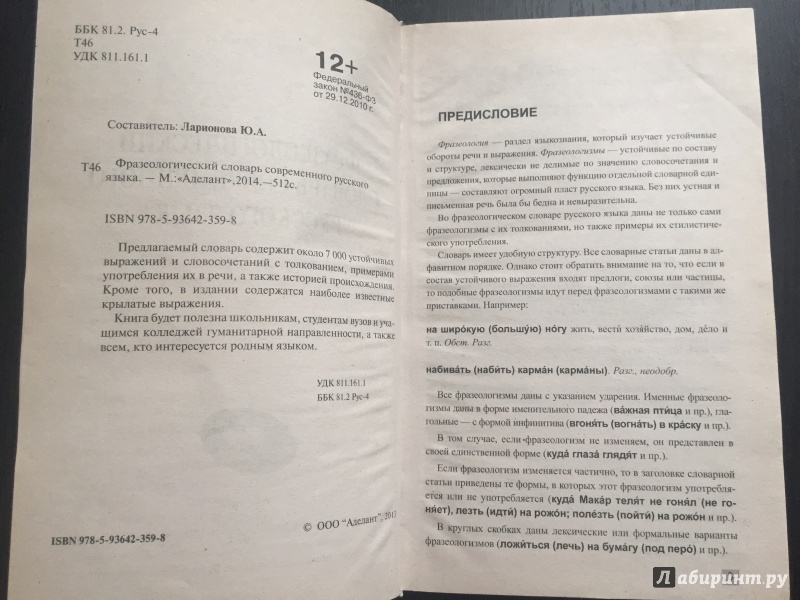 ББК 81.2. Рус-4
Т46
УДК 811.161.1
12+
Федеральный
закон №436-ФЗ
от 29.12.2010 г.
Составитель: Ларионова Ю.А.
Т46 Фразеологический словарь современного русского
языка. — М.:«Аделант»,2014.—512с.
ISBN 978-5-93642-359-8
Предлагаемый словарь содержит около 7 000 устойчивых
выражений и словосочетаний с толкованием, примерами
употребления их в речи, а также историей происхождения.
Кроме того, в издании содержатся наиболее известные
крылатые выражения.
Книга будет полезна школьникам, студентам вузов и уча-
щимся колледжей гуманитарной направленности, а также
всем, кто интересуется родным языком.
УДК 811.161.1
ББК 81.2 Рус-4
© ООО "Аделант",
ISBN 978-5-93642-359-8
ПРЕДИСЛОВИЕ
Фразеология — раздел языкознания, который изучает устойчивые
обороты речи и выражения. Фразеологизмы — устойчивые по составу
и структуре, лексически не делимые по значению словосочетания и
предложения, которые выполняют функцию отдельной словарной еди-
ницы — составляют огромный пласт русского языка. Без них устная и
письменная речь была бы бедна и невыразительна.
Во фразеологическом словаре русского языка даны не только сами
фразеологизмы с их толкованиями, но также примеры их стилистиче-
ского употребления.
Словарь имеет удобную структуру. Все словарные статьи даны в ал-
фавитном порядке. Однако стоит обратить внимание на то, что если в
состав устойчивого выражения входят предлоги, союзы или частицы,
то подобные фразеологизмы идут перед фразеологизмами с такими же
приставками. Например:
на широ́кую (большу́ю) но́гу жить, вести́ хозя́йство, дом, де́ло и
т. п. Обст. Разг.
набива́ть (наби́ть) карма́н (карма́ны). Разг., неодобр.
Все фразеологизмы даны с указанием ударения. Именные фразеоло-
гизмы даны в форме именительного падежа (ва́жная пти́ца и пр.), гла-
гольные — с формой инфинитива (вгоня́ть (вогна́ть) в кра́ску и пр.).
В том случае, если фразеологизм не изменяем, он представлен в
своей единственной форме (куда́ глаза́ глядя́т и пр.).
Если фразеологизм изменяется частично, то в заголовке словарной
статьи приведены те формы, в которых этот фразеологизм употребля-
ется или не употребляется (куда́ Мака́р теля́т не гоня́л (не го-
ня́ет), лезть (идти́) на рожо́н; поле́зть (пойти́) на рожо́н и пр.).
В круглых скобках даны лексические или формальные варианты
фразеологизмов (ложи́ться (лечь) на бума́гу (под перо́) и пр.).
Лабиринт.ру